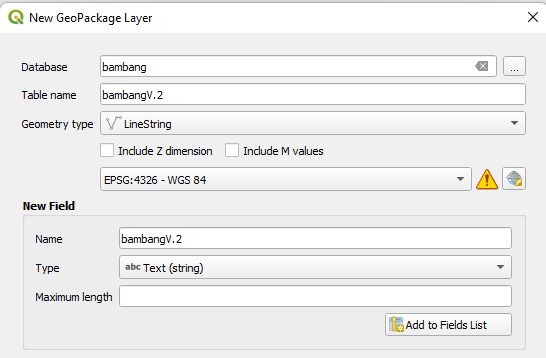 New GeoPackage Layer
Database bambang ...
Table name bambangV.2
Geometry type LineString
Include Z dimension Include M values
EPSG:4326 - WGS 84
New Field
Name bambangV.2
Type abc Text (string)
Maximum length
Add to Fields List